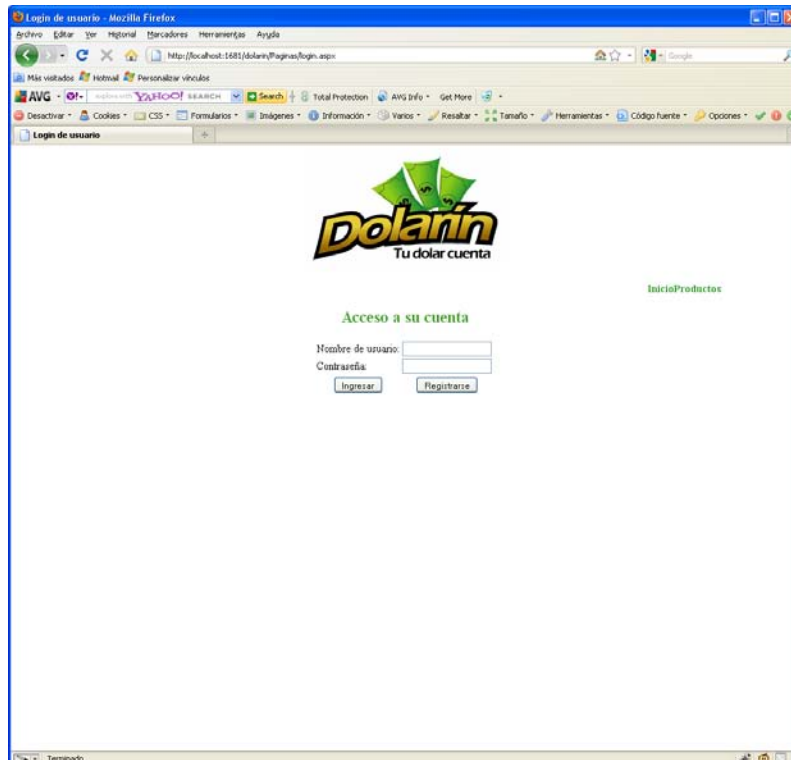 Login de usuario - Mozilla Firefox
Archivo Editar Ver Historial Marcadores Herramientas Ayuda
http://localhost:1681/dolarin/Paginas/login.aspx
Google
Más visitados Hotmail Personalizar vínculos
AVG YAHOO! SEARCH Search Total Protection AVG Info Get More
Desactivar Cookies CSS Formularios Imágenes Información Varios Resaltar Tamaño Herramientas Código fuente Opciones
Login de usuario
Dolarín
Tu dolar cuenta
InicioProductos
Acceso a su cuenta
Nombre de usuario:
Contraseña:
Ingresar Registrarse
Terminado